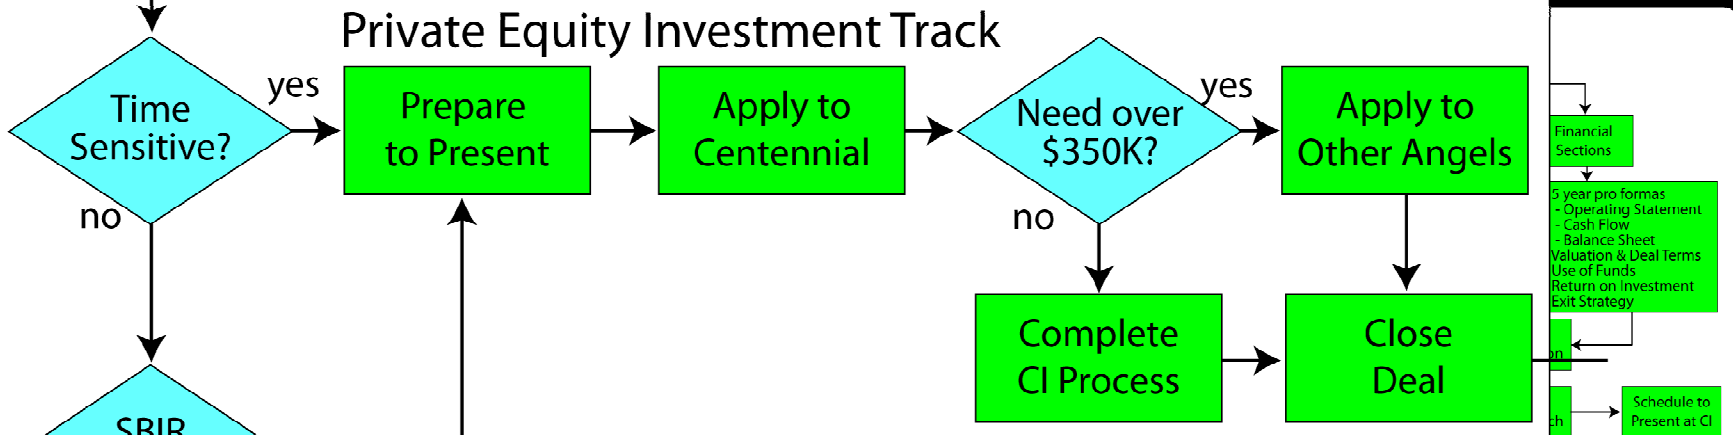 Private Equity Investment Track
Time
Sensitive?
yes
no
Prepare
to Present
Apply to
Centennial
Need over
$350K?
yes
no
Apply to
Other Angels
Complete
CI Process
Close
Deal
SBIR
Financial
Sections
5 year pro formas
- Operating Statement
- Cash Flow
- Balance Sheet
Valuation & Deal Terms
Use of Funds
Return on Investment
Exit Strategy
on
ch
Schedule to
Present at CI